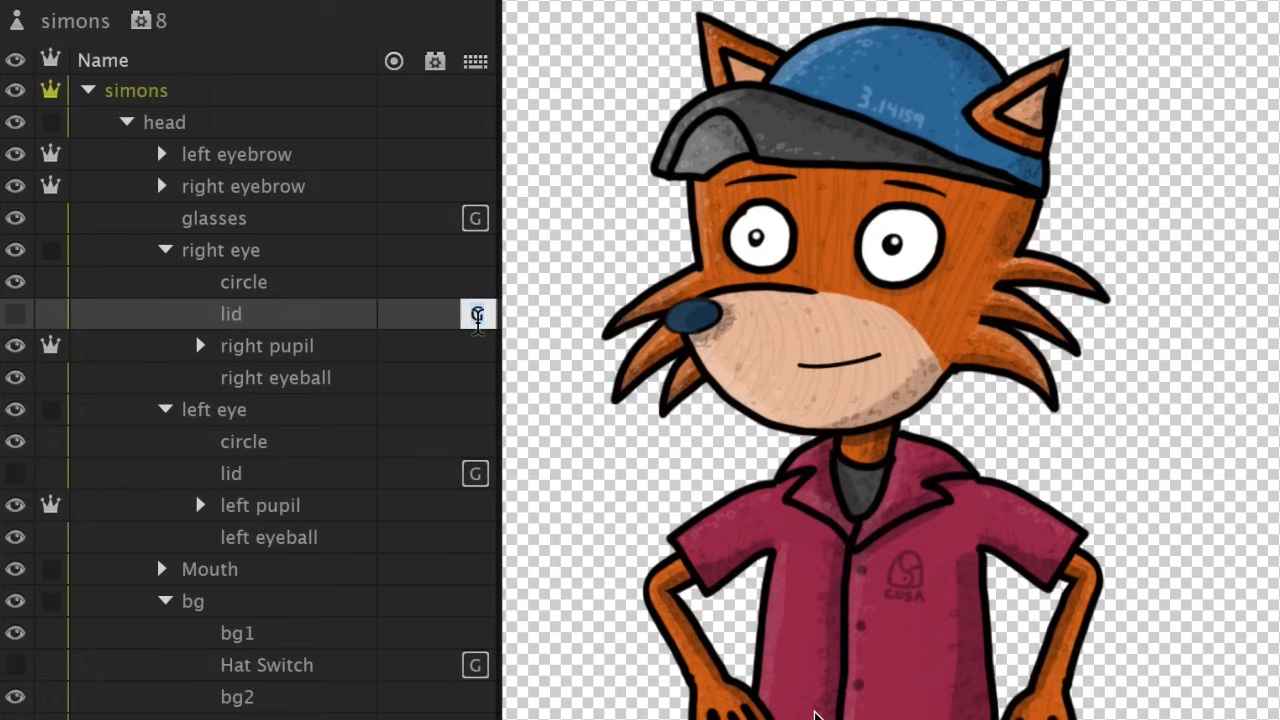 simons 8
Name
simons
head
left eyebrow
right eyebrow
glasses G
right eye
circle
lid G
right pupil
right eyeball
left eye
circle
lid G
left pupil
left eyeball
Mouth
bg
bg1
Hat Switch G
bg2
3.14159
COSA